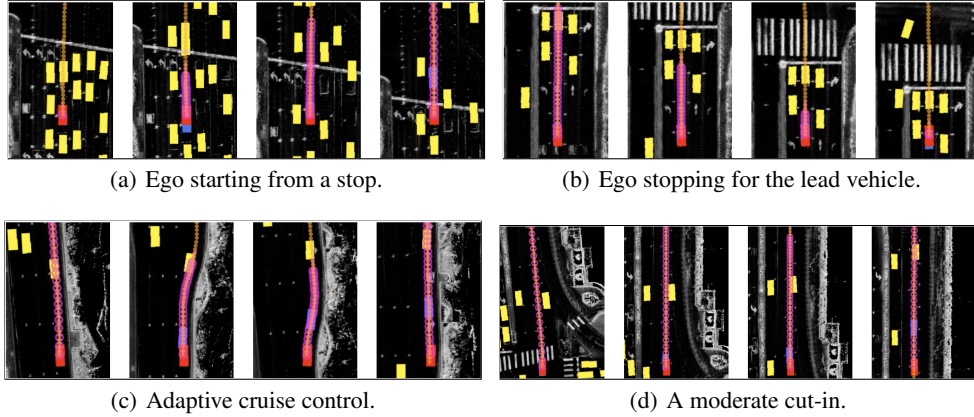 (a) Ego starting from a stop.
(b) Ego stopping for the lead vehicle.
(c) Adaptive cruise control.
(d) A moderate cut-in.